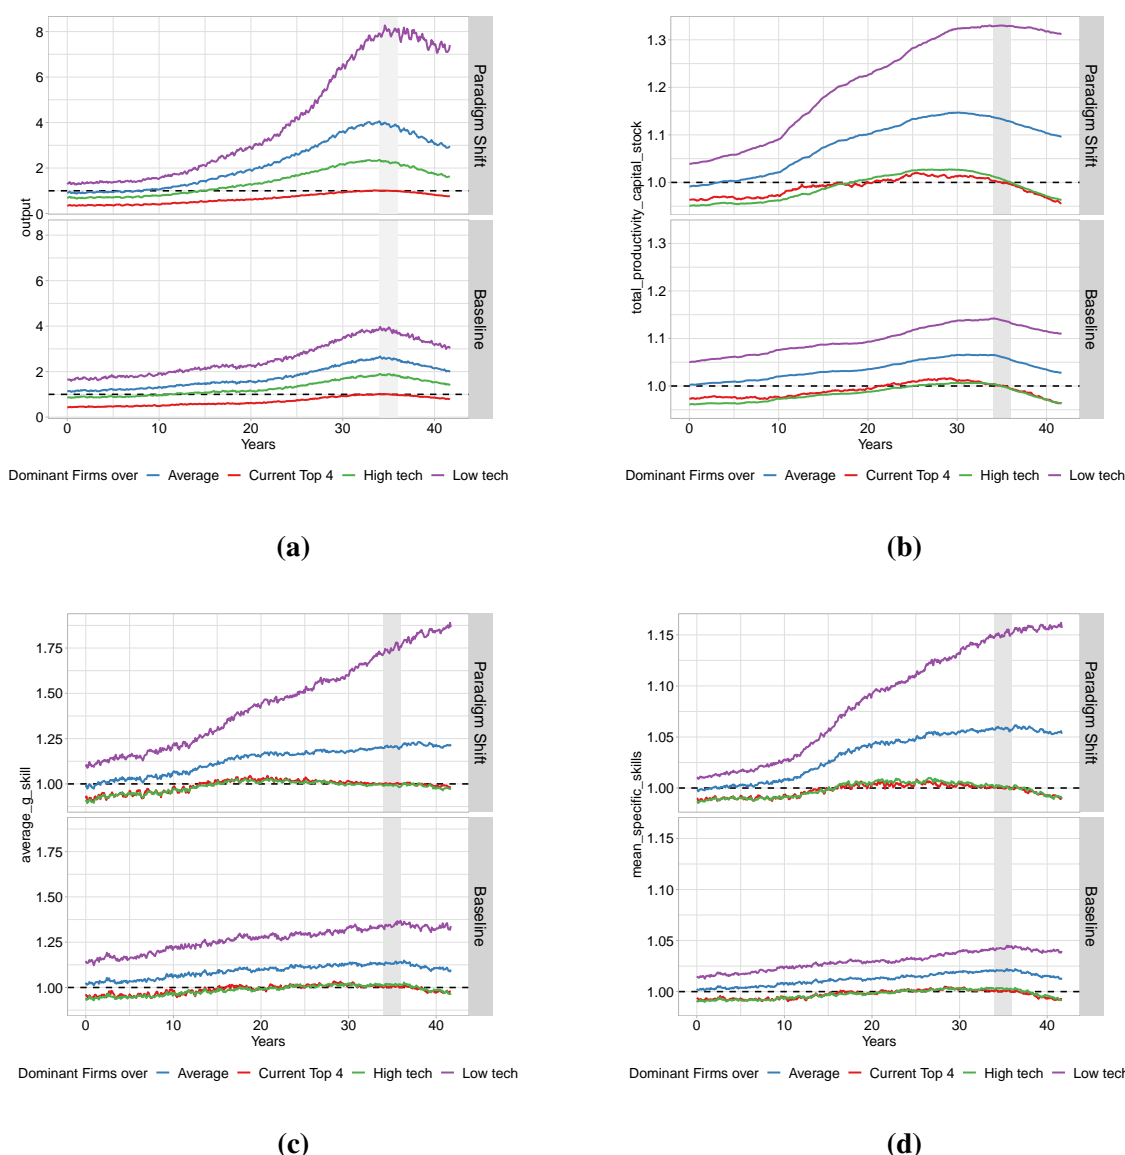 output
8
6
4
2
0
Paradigm Shift
8
6
4
2
0
Baseline
0 10 20 30 40
Years
Dominant Firms over Average Current Top 4 High tech Low tech
(a)
total_productivity_capital_stock
1.3
1.2
1.1
1.0
Paradigm Shift
1.3
1.2
1.1
1.0
Baseline
0 10 20 30 40
Years
Dominant Firms over Average Current Top 4 High tech Low tech
(b)
average_g_skill
1.75
1.50
1.25
1.00
Paradigm Shift
1.75
1.50
1.25
1.00
Baseline
0 10 20 30 40
Years
Dominant Firms over Average Current Top 4 High tech Low tech
(c)
mean_specific_skills
1.15
1.10
1.05
1.00
Paradigm Shift
1.15
1.10
1.05
1.00
Baseline
0 10 20 30 40
Years
Dominant Firms over Average Current Top 4 High tech Low tech
(d)